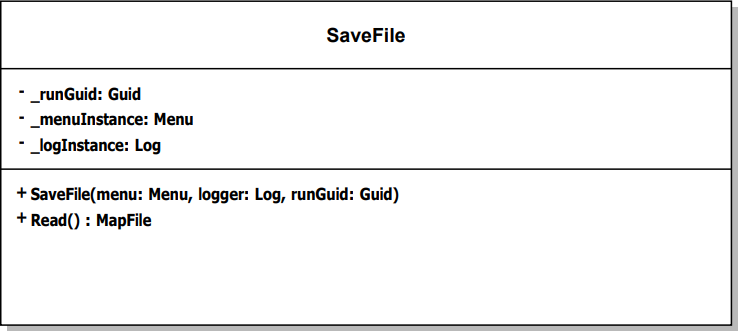 SaveFile
- _runGuid: Guid
- _menuInstance: Menu
- _logInstance: Log
+ SaveFile(menu: Menu, logger: Log, runGuid: Guid)
+ Read() : MapFile